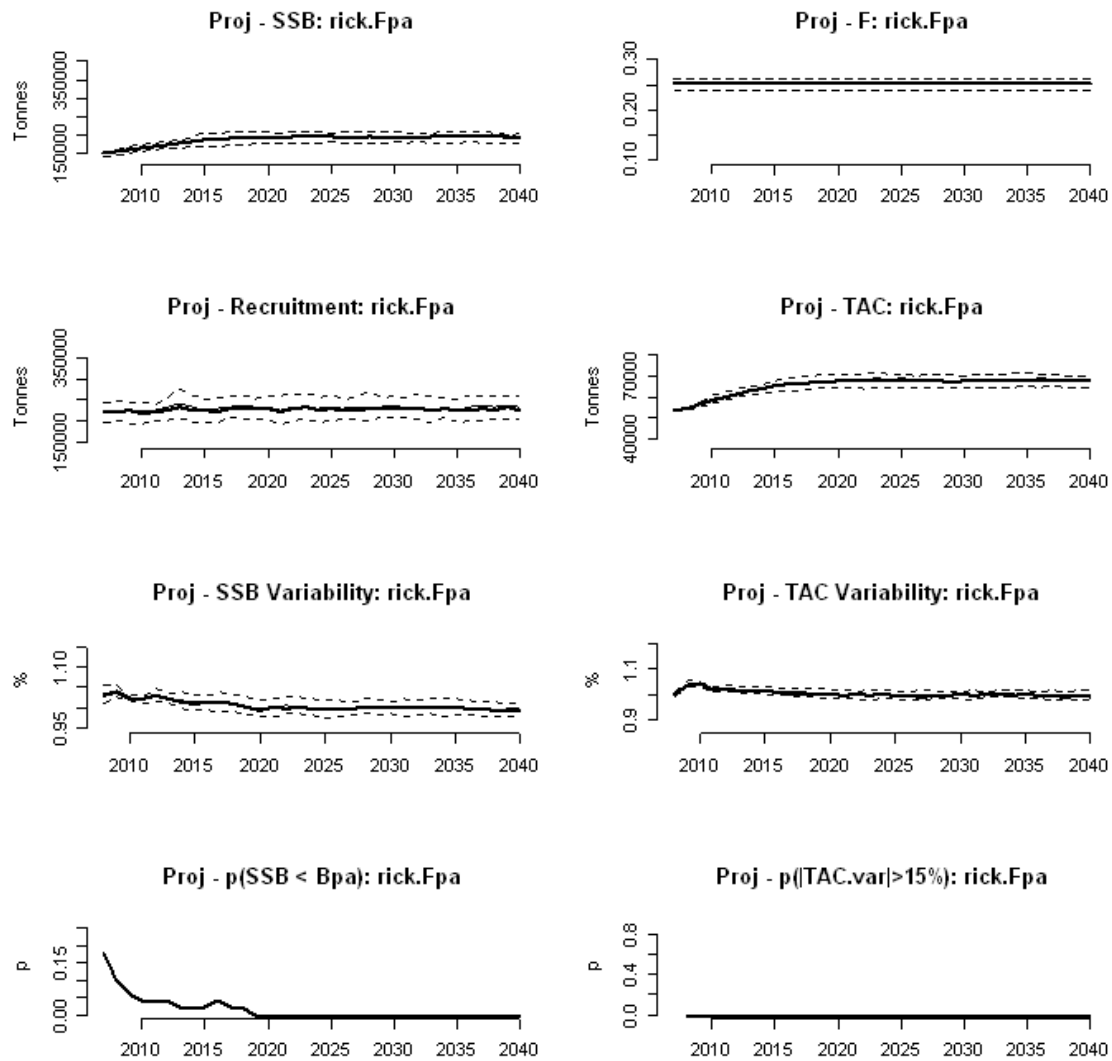 Proj - SSB: rick.Fpa
Tonnes
150000 350000
2010 2015 2020 2025 2030 2035 2040
Proj - F: rick.Fpa
0.10 0.20 0.30
2010 2015 2020 2025 2030 2035 2040
Proj - Recruitment: rick.Fpa
Tonnes
150000 350000
2010 2015 2020 2025 2030 2035 2040
Proj - TAC: rick.Fpa
Tonnes
40000 70000
2010 2015 2020 2025 2030 2035 2040
Proj - SSB Variability: rick.Fpa
%
0.95 1.10
2010 2015 2020 2025 2030 2035 2040
Proj - TAC Variability: rick.Fpa
%
0.9 1.1
2010 2015 2020 2025 2030 2035 2040
Proj - p(SSB < Bpa): rick.Fpa
p
0.00 0.15
2010 2015 2020 2025 2030 2035 2040
Proj - p(|TAC.var|>15%): rick.Fpa
p
0.0 0.4 0.8
2010 2015 2020 2025 2030 2035 2040